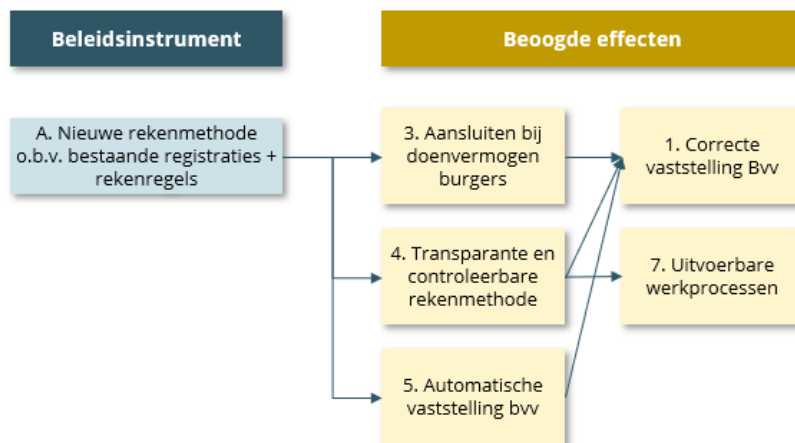 Beleidsinstrument
Beoogde effecten
A. Nieuwe rekenmethode
o.b.v. bestaande registraties +
rekenregels
3. Aansluiten bij
doenvermogen
burgers
1. Correcte
vaststelling Bvv
4. Transparante en
controleerbare
rekenmethode
7. Uitvoerbare
werkprocessen
5. Automatische
vaststelling bvv